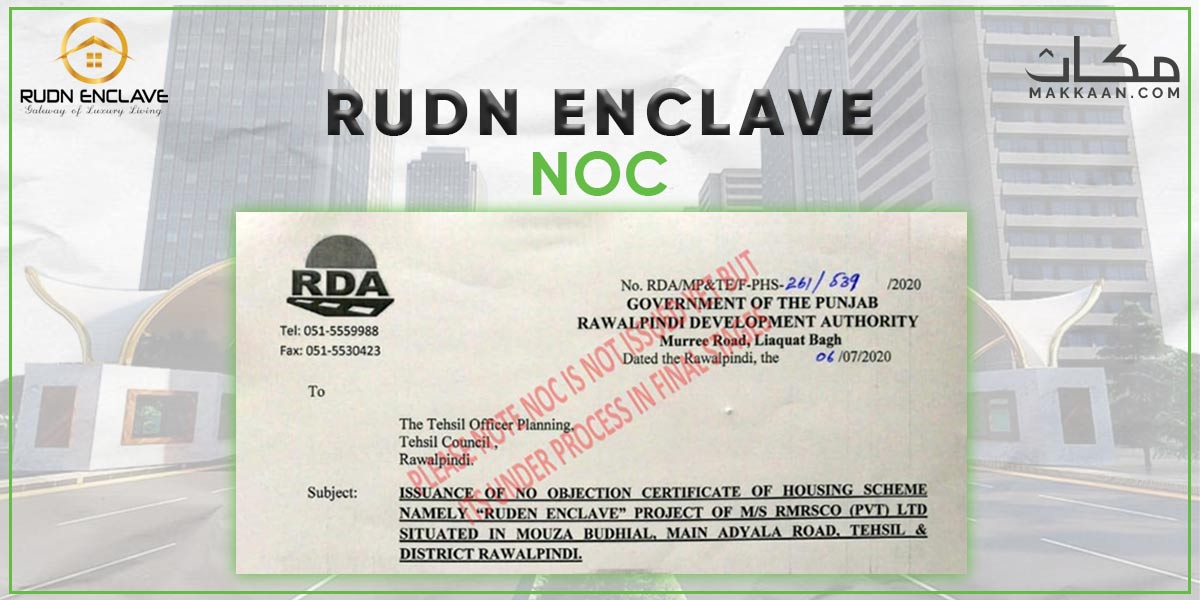 RUDN ENCLAVE
Gateway of Luxury Living
مکان
MAKKAAN.COM
RUDN ENCLAVE
NOC
RDA
Tel: 051-5559988
Fax: 051-5530423
No. RDA/MP&TE/F-PHS-261/539 /2020
GOVERNMENT OF THE PUNJAB
RAWALPINDI DEVELOPMENT AUTHORITY
Murree Road, Liaquat Bagh
Dated the Rawalpindi, the 06/07/2020
PLEASE NOTE NOC IS NOT ISSUED YET BUT
ITS UNDER PROCESS IN FINAL STAGES
To
The Tehsil Officer Planning,
Tehsil Council,
Rawalpindi.
Subject: ISSUANCE OF NO OBJECTION CERTIFICATE OF HOUSING SCHEME
NAMELY "RUDEN ENCLAVE" PROJECT OF M/S RMRSCO (PVT) LTD
SITUATED IN MOUZA BUDHIAL, MAIN ADYALA ROAD, TEHSIL &
DISTRICT RAWALPINDI.